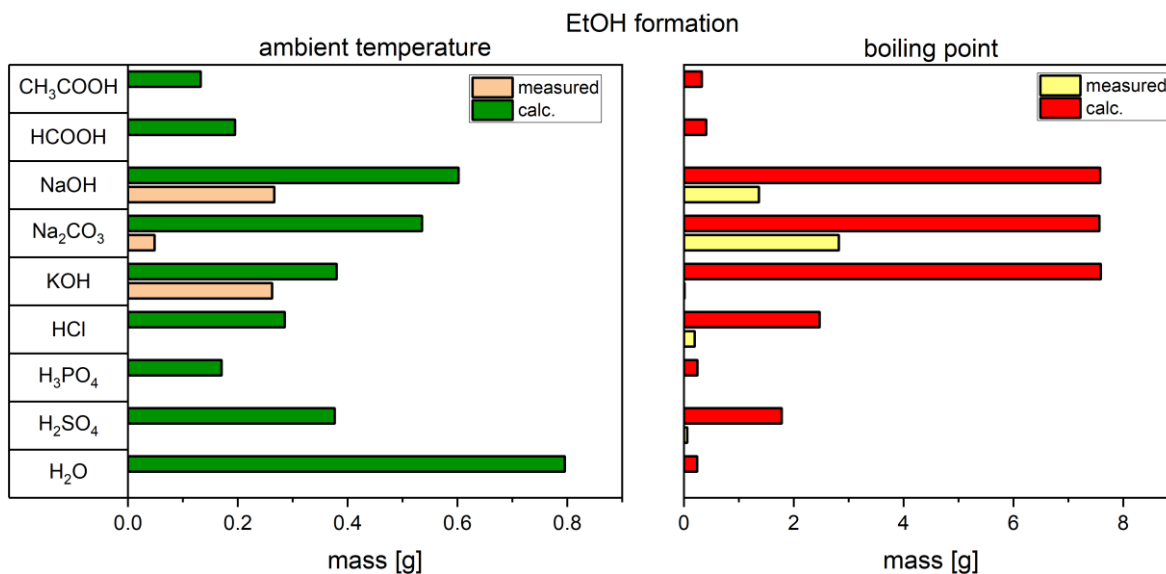 EtOH formation
ambient temperature
boiling point
CH₃COOH
HCOOH
NaOH
Na₂CO₃
KOH
HCl
H₃PO₄
H₂SO₄
H₂O
measured
calc.
measured
calc.
0.0 0.2 0.4 0.6 0.8
0 2 4 6 8
mass [g]
mass [g]